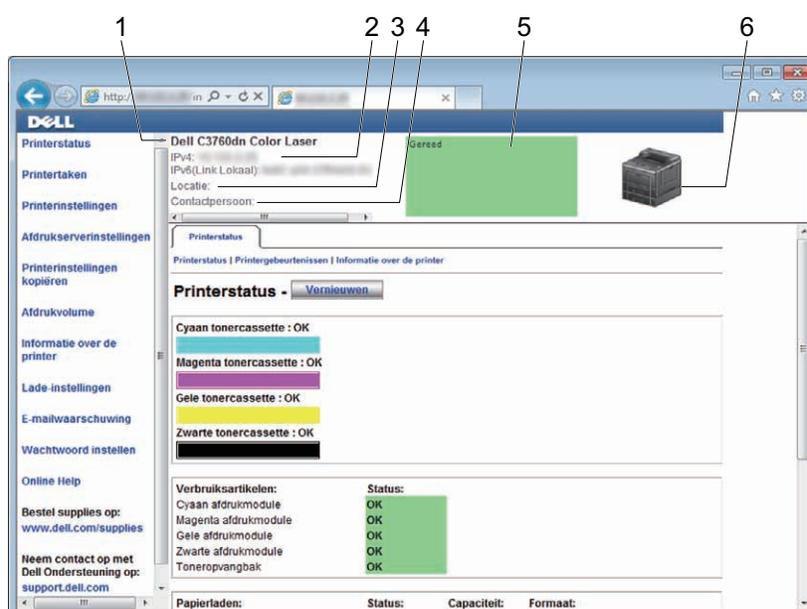 1 2 3 4 5 6
http:/ in
DELL
Printerstatus
Printertaken
Printerinstellingen
Afdrukserverinstellingen
Printerinstellingen
kopiëren
Afdrukvolume
Informatie over de
printer
Lade-instellingen
E-mailwaarschuwing
Wachtwoord instellen
Online Help
Bestel supplies op:
www.dell.com/supplies
Neem contact op met
Dell Ondersteuning op:
support.dell.com
Dell C3760dn Color Laser
IPv4:
IPv6(Link Lokaal):
Locatie:
Contactpersoon:
Gereed
Printerstatus
Printerstatus | Printergebeurtenissen | Informatie over de printer
Printerstatus - Vernieuwen
Cyaan tonercassette : OK
Magenta tonercassette : OK
Gele tonercassette : OK
Zwarte tonercassette : OK
Verbruiksartikelen: Status:
Cyaan afdrukmodule OK
Magenta afdrukmodule OK
Gele afdrukmodule OK
Zwarte afdrukmodule OK
Toneropvangbak OK
Papierladen: Status: Capaciteit: Formaat: